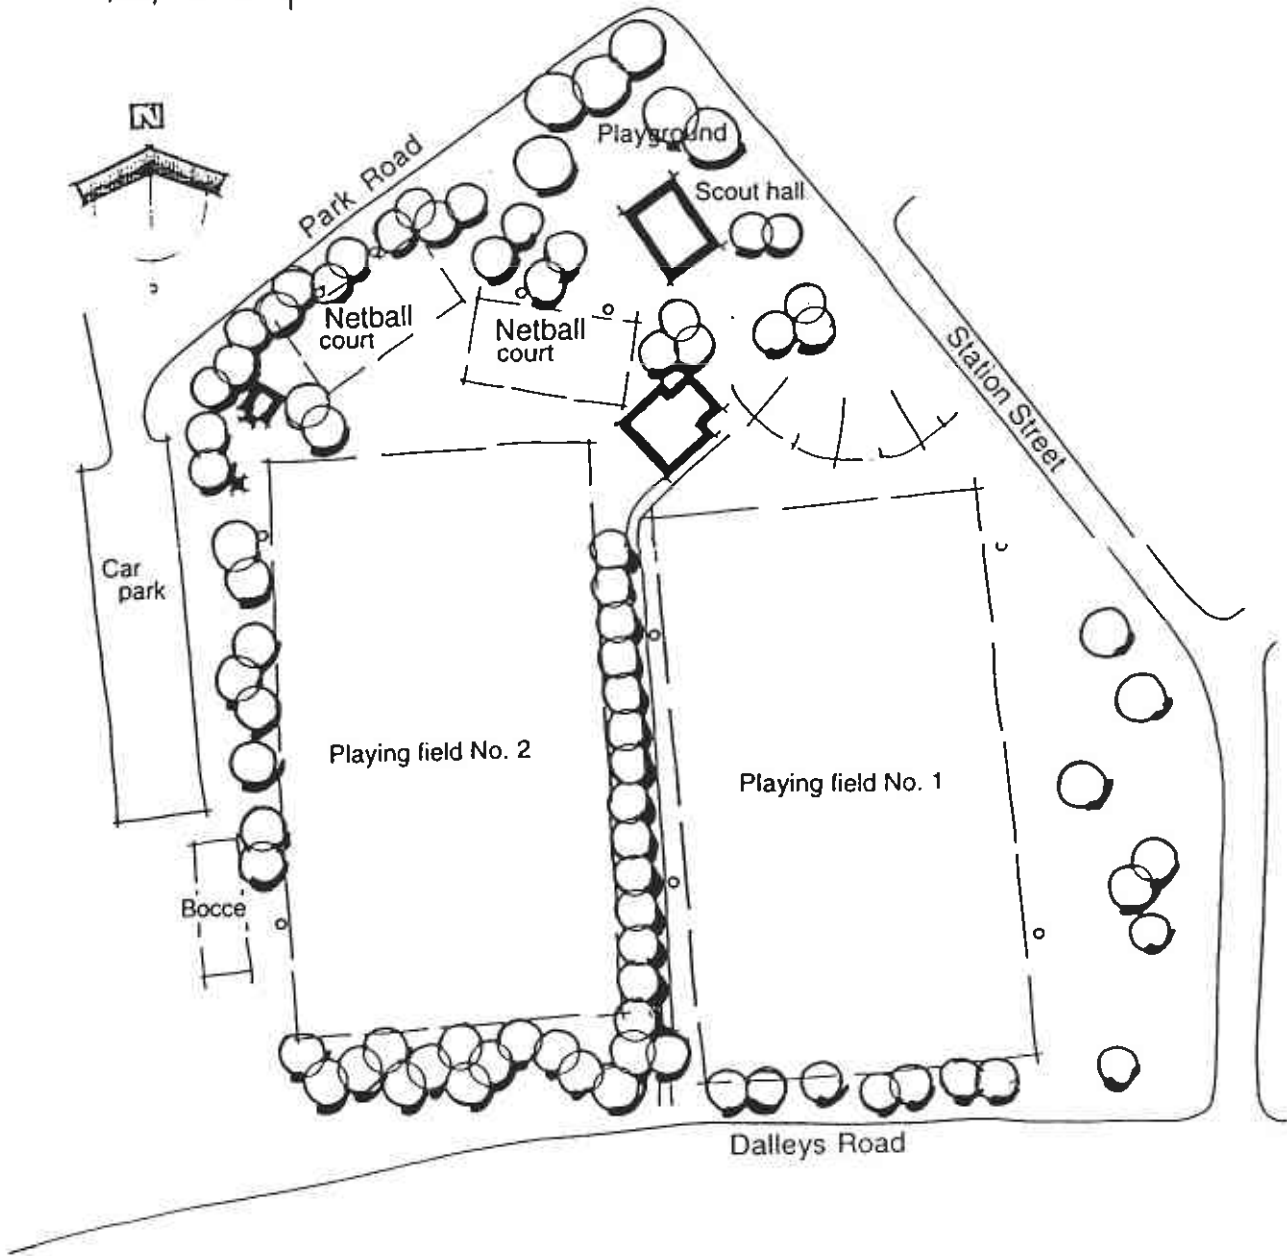 N
Park Road
Playground
Scout hall
Netball
court
Netball
court
Station Street
Car
park
Playing field No. 2
Playing field No. 1
Bocce
Dalleys Road